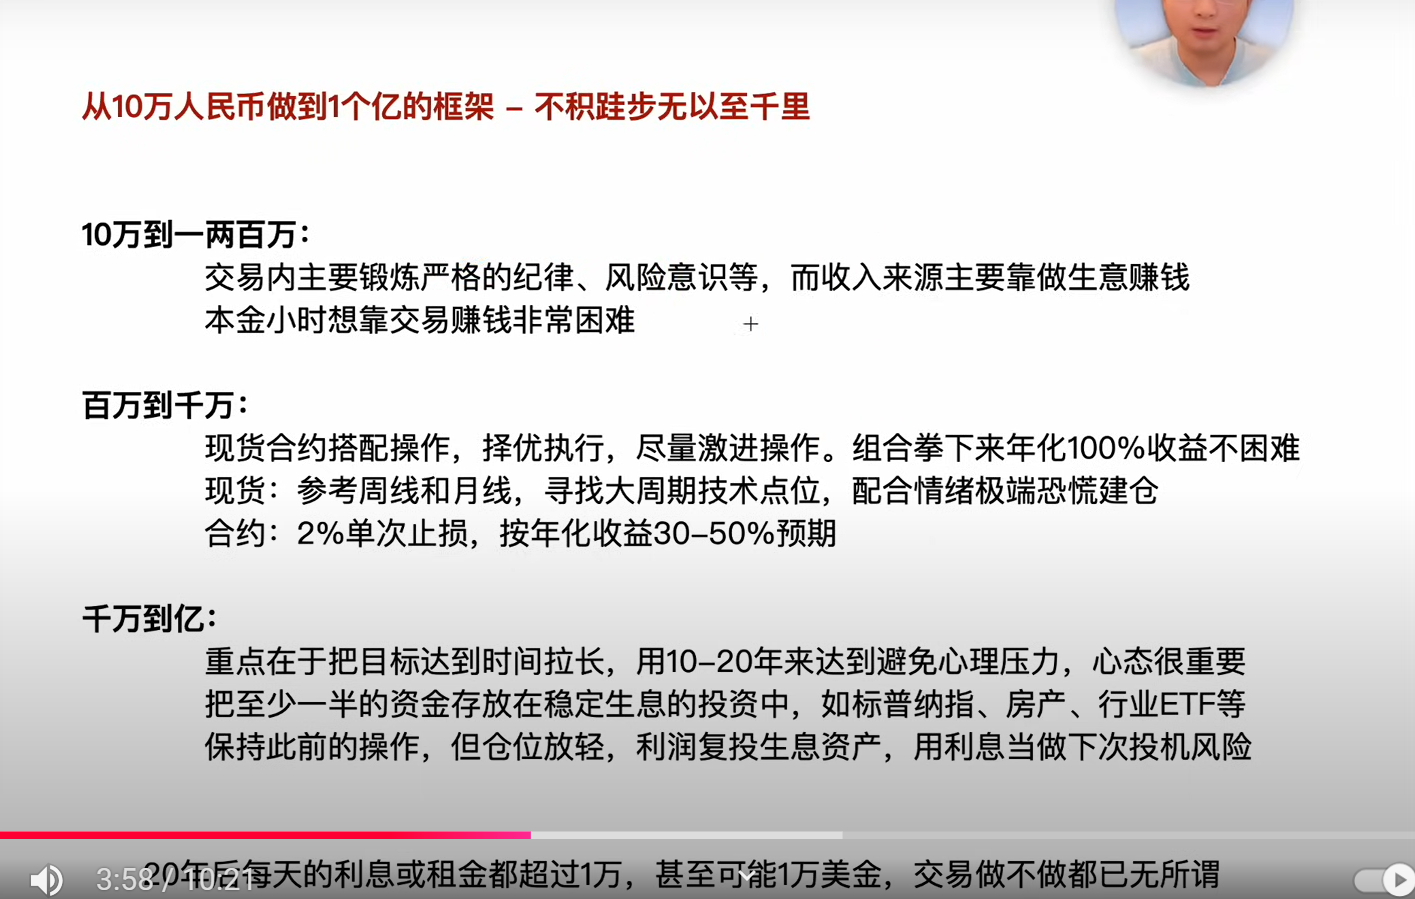 从10万人民币做到1个亿的框架 – 不积跬步无以至千里
10万到一两百万：
交易内主要锻炼严格的纪律、风险意识等，而收入来源主要靠做生意赚钱
本金小时想靠交易赚钱非常困难
百万到千万：
现货合约搭配操作，择优执行，尽量激进操作。组合拳下来年化100%收益不困难
现货：参考周线和月线，寻找大周期技术点位，配合情绪极端恐慌建仓
合约：2%单次止损，按年化收益30–50%预期
千万到亿：
重点在于把目标达到时间拉长，用10–20年来达到避免心理压力，心态很重要
把至少一半的资金存放在稳定生息的投资中，如标普纳指、房产、行业ETF等
保持此前的操作，但仓位放轻，利润复投生息资产，用利息当做下次投机风险
20年后每天的利息或租金都超过1万，甚至可能1万美金，交易做不做都已无所谓
3:58 / 10:21